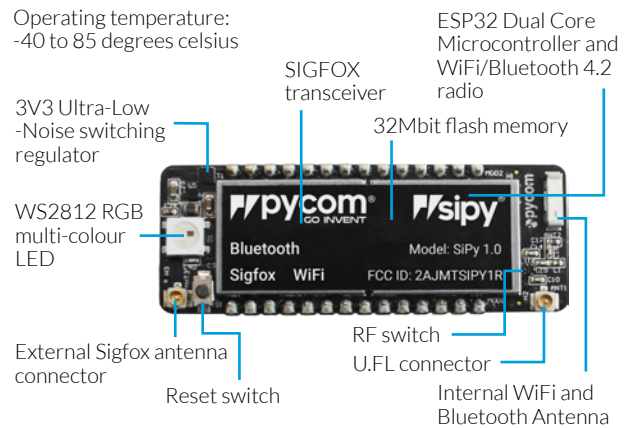 Operating temperature:
-40 to 85 degrees celsius
ESP32 Dual Core
Microcontroller and
WiFi/Bluetooth 4.2
radio
SIGFOX
transceiver
3V3 Ultra-Low
-Noise switching
regulator
32Mbit flash memory
WS2812 RGB
multi-colour
LED
pycom®
GO INVENT
sipy®
Bluetooth
Model: SiPy 1.0
Sigfox WiFi
FCC ID: 2AJMTSIPY1R
pycom
External Sigfox antenna
connector
Reset switch
RF switch
U.FL connector
Internal WiFi and
Bluetooth Antenna